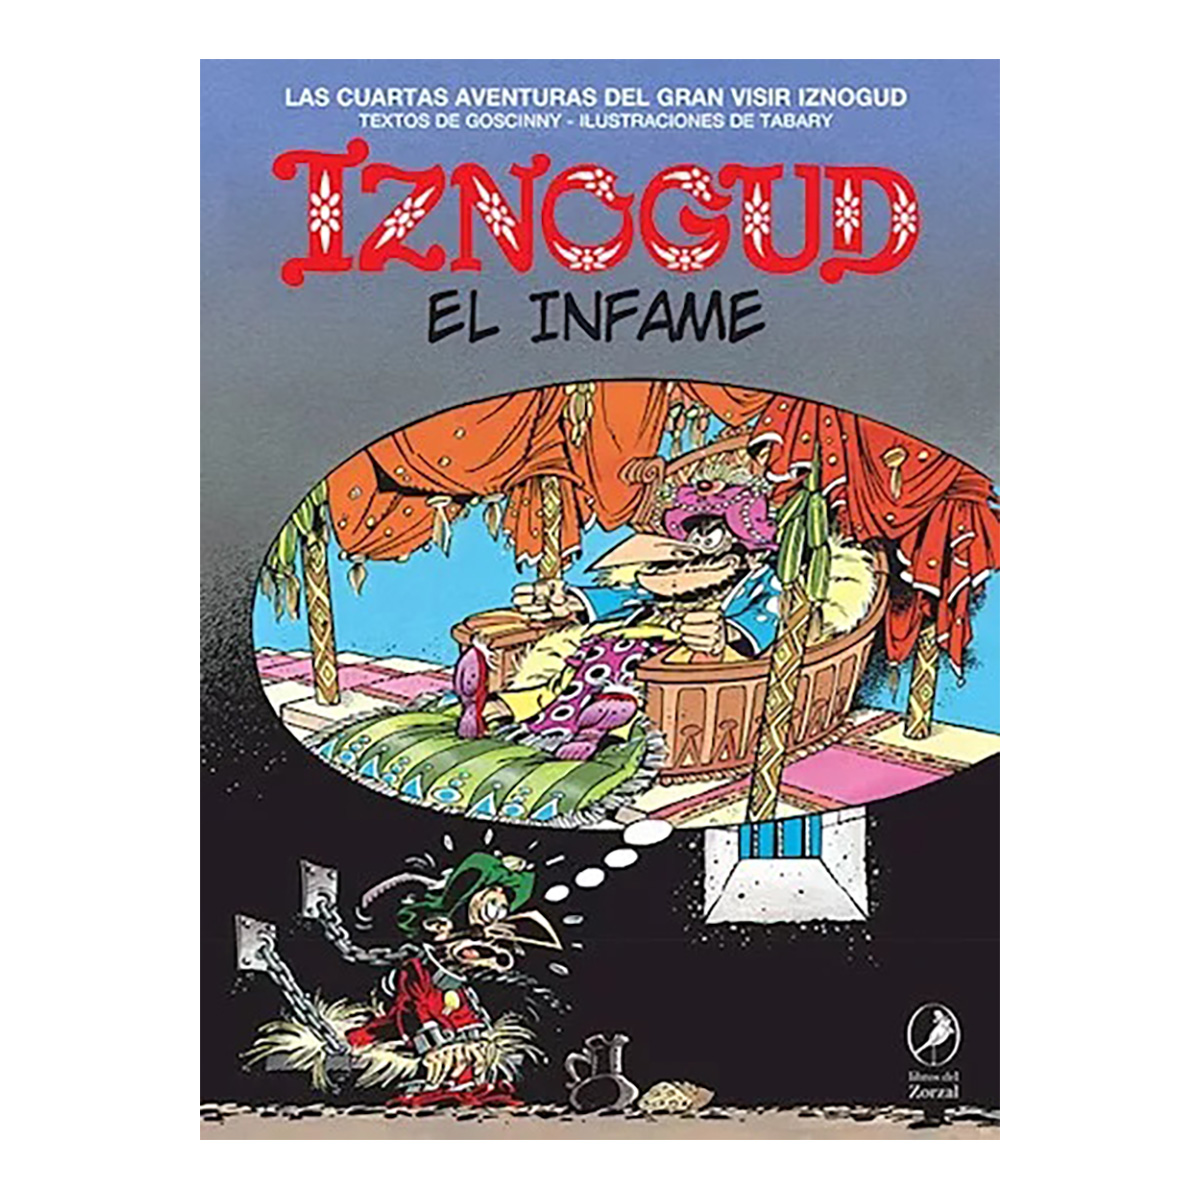 LAS CUARTAS AVENTURAS DEL GRAN VISIR IZNOGUD
TEXTOS DE GOSCINNY - ILUSTRACIONES DE TABARY
IZNOGUD
EL INFAME
libros del
Zorzal